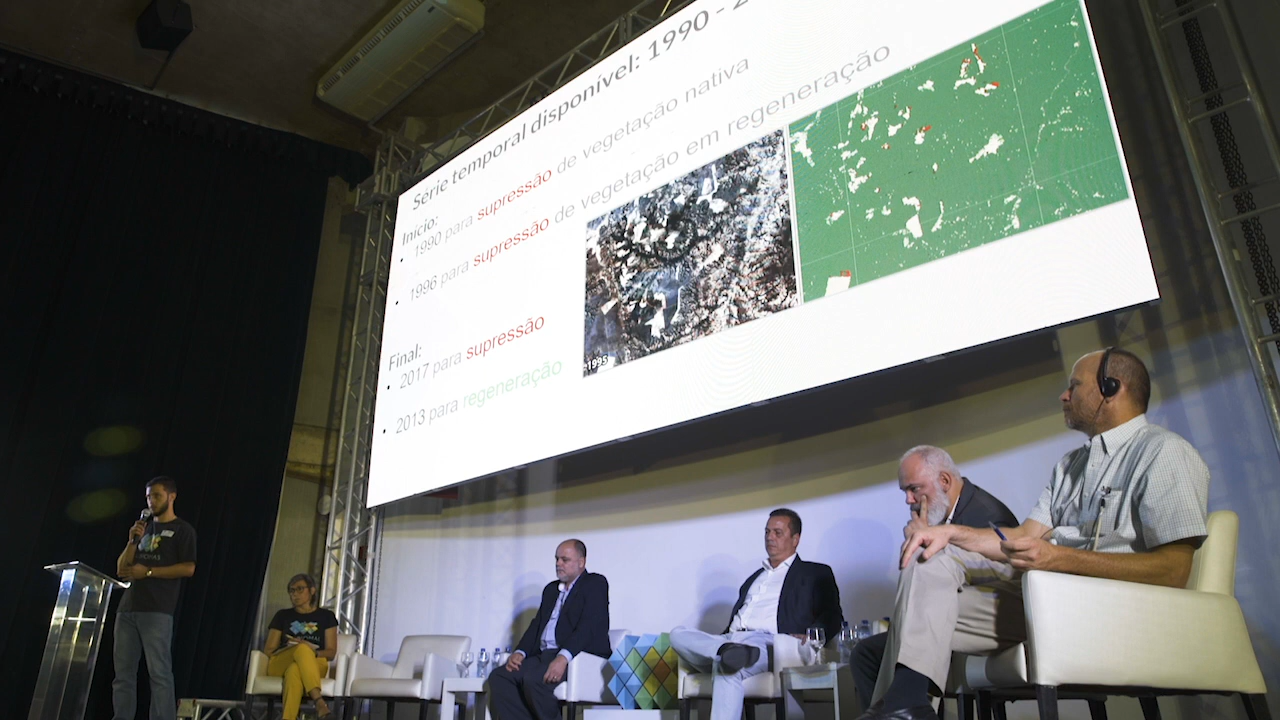 Série temporal disponível: 1990 - 2
Início:
• 1990 para supressão de vegetação nativa
• 1996 para supressão de vegetação em regeneração
Final:
• 2017 para supressão
• 2013 para regeneração
1995